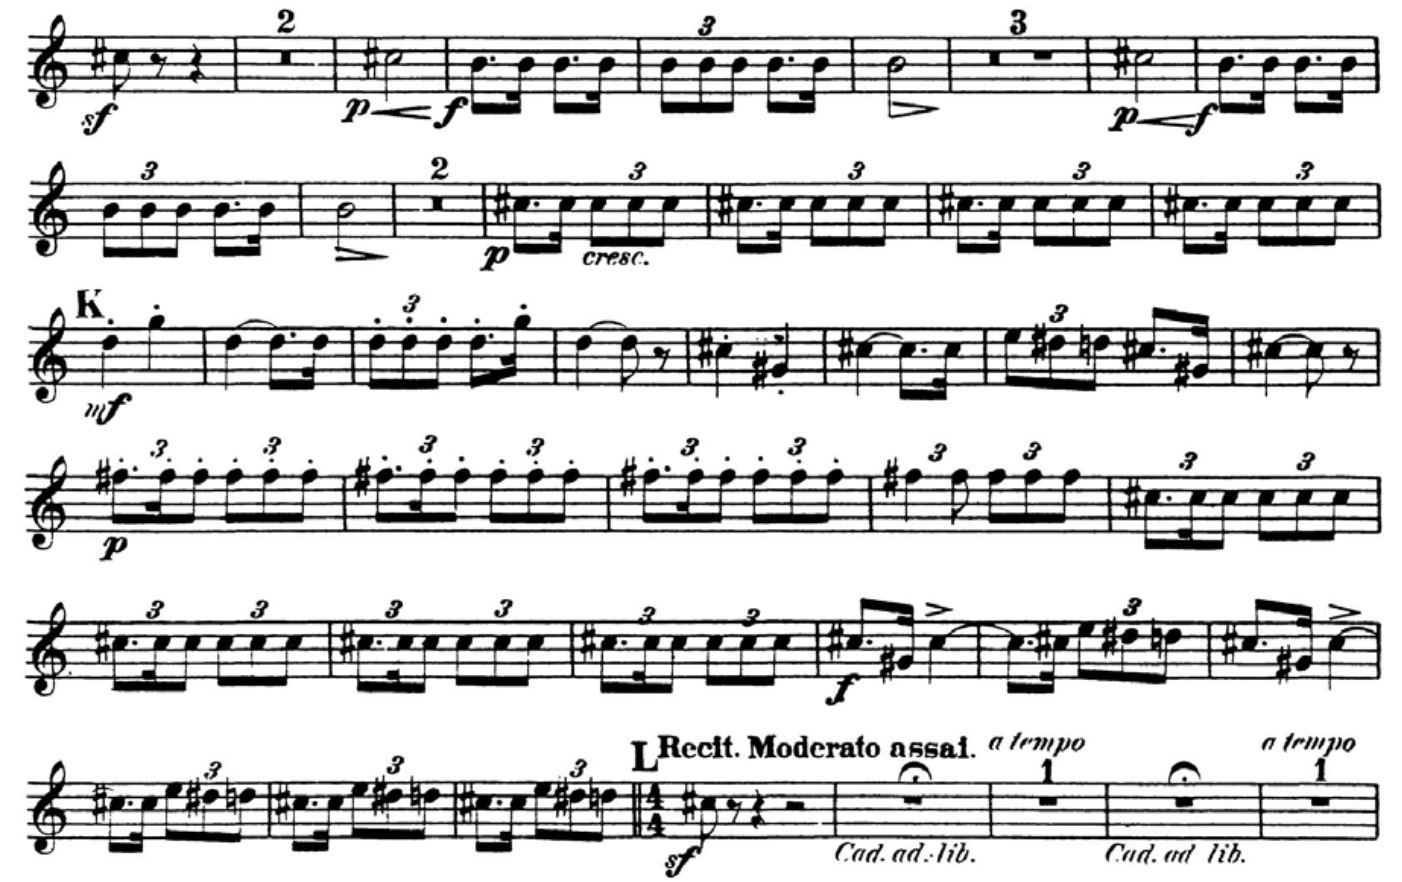 2 3 3
sf p f p f
3 2 3 3 3 3
p cresc.
K 3 3
mf
3 3 3 3 3 3 3 3 3 3
p
3 3 3 3 3 3 3
f
3 3 3 L Recit. Moderato assai. a tempo 1 a tempo 1
4 4
sf Cad. ad. lib. Cad. ad lib.